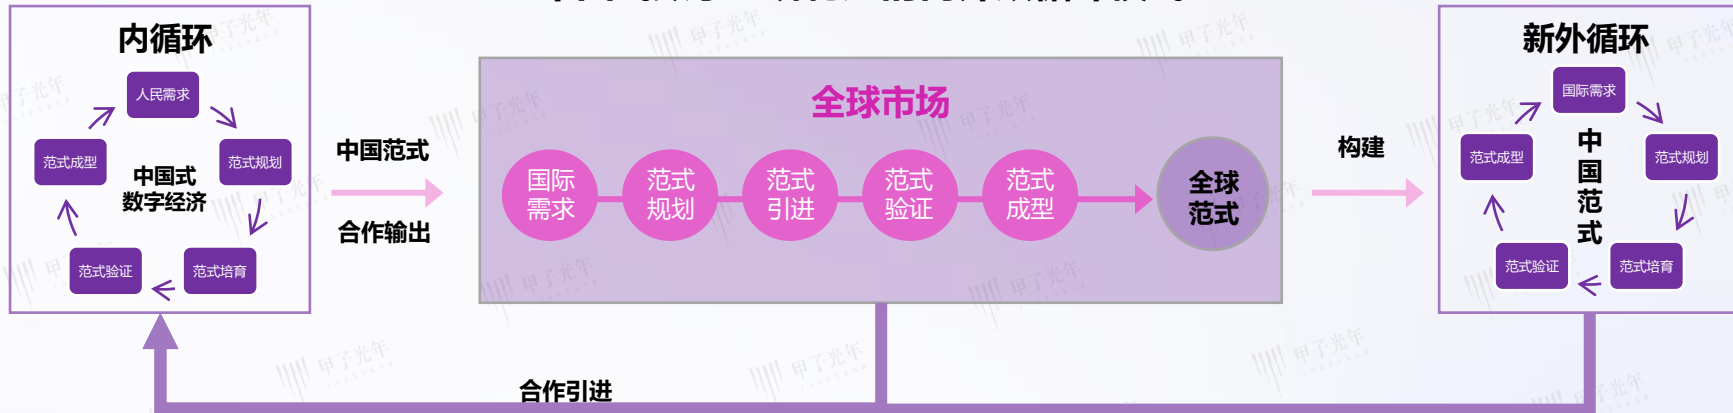 内循环
人民需求
范式成型
范式规划
中国式
数字经济
范式验证
范式培育
中国范式
合作输出
全球市场
国际
需求
范式
规划
范式
引进
范式
验证
范式
成型
全球
范式
构建
新外循环
国际需求
范式成型
范式规划
中
国
范
式
范式验证
范式培育
合作引进
甲子光年